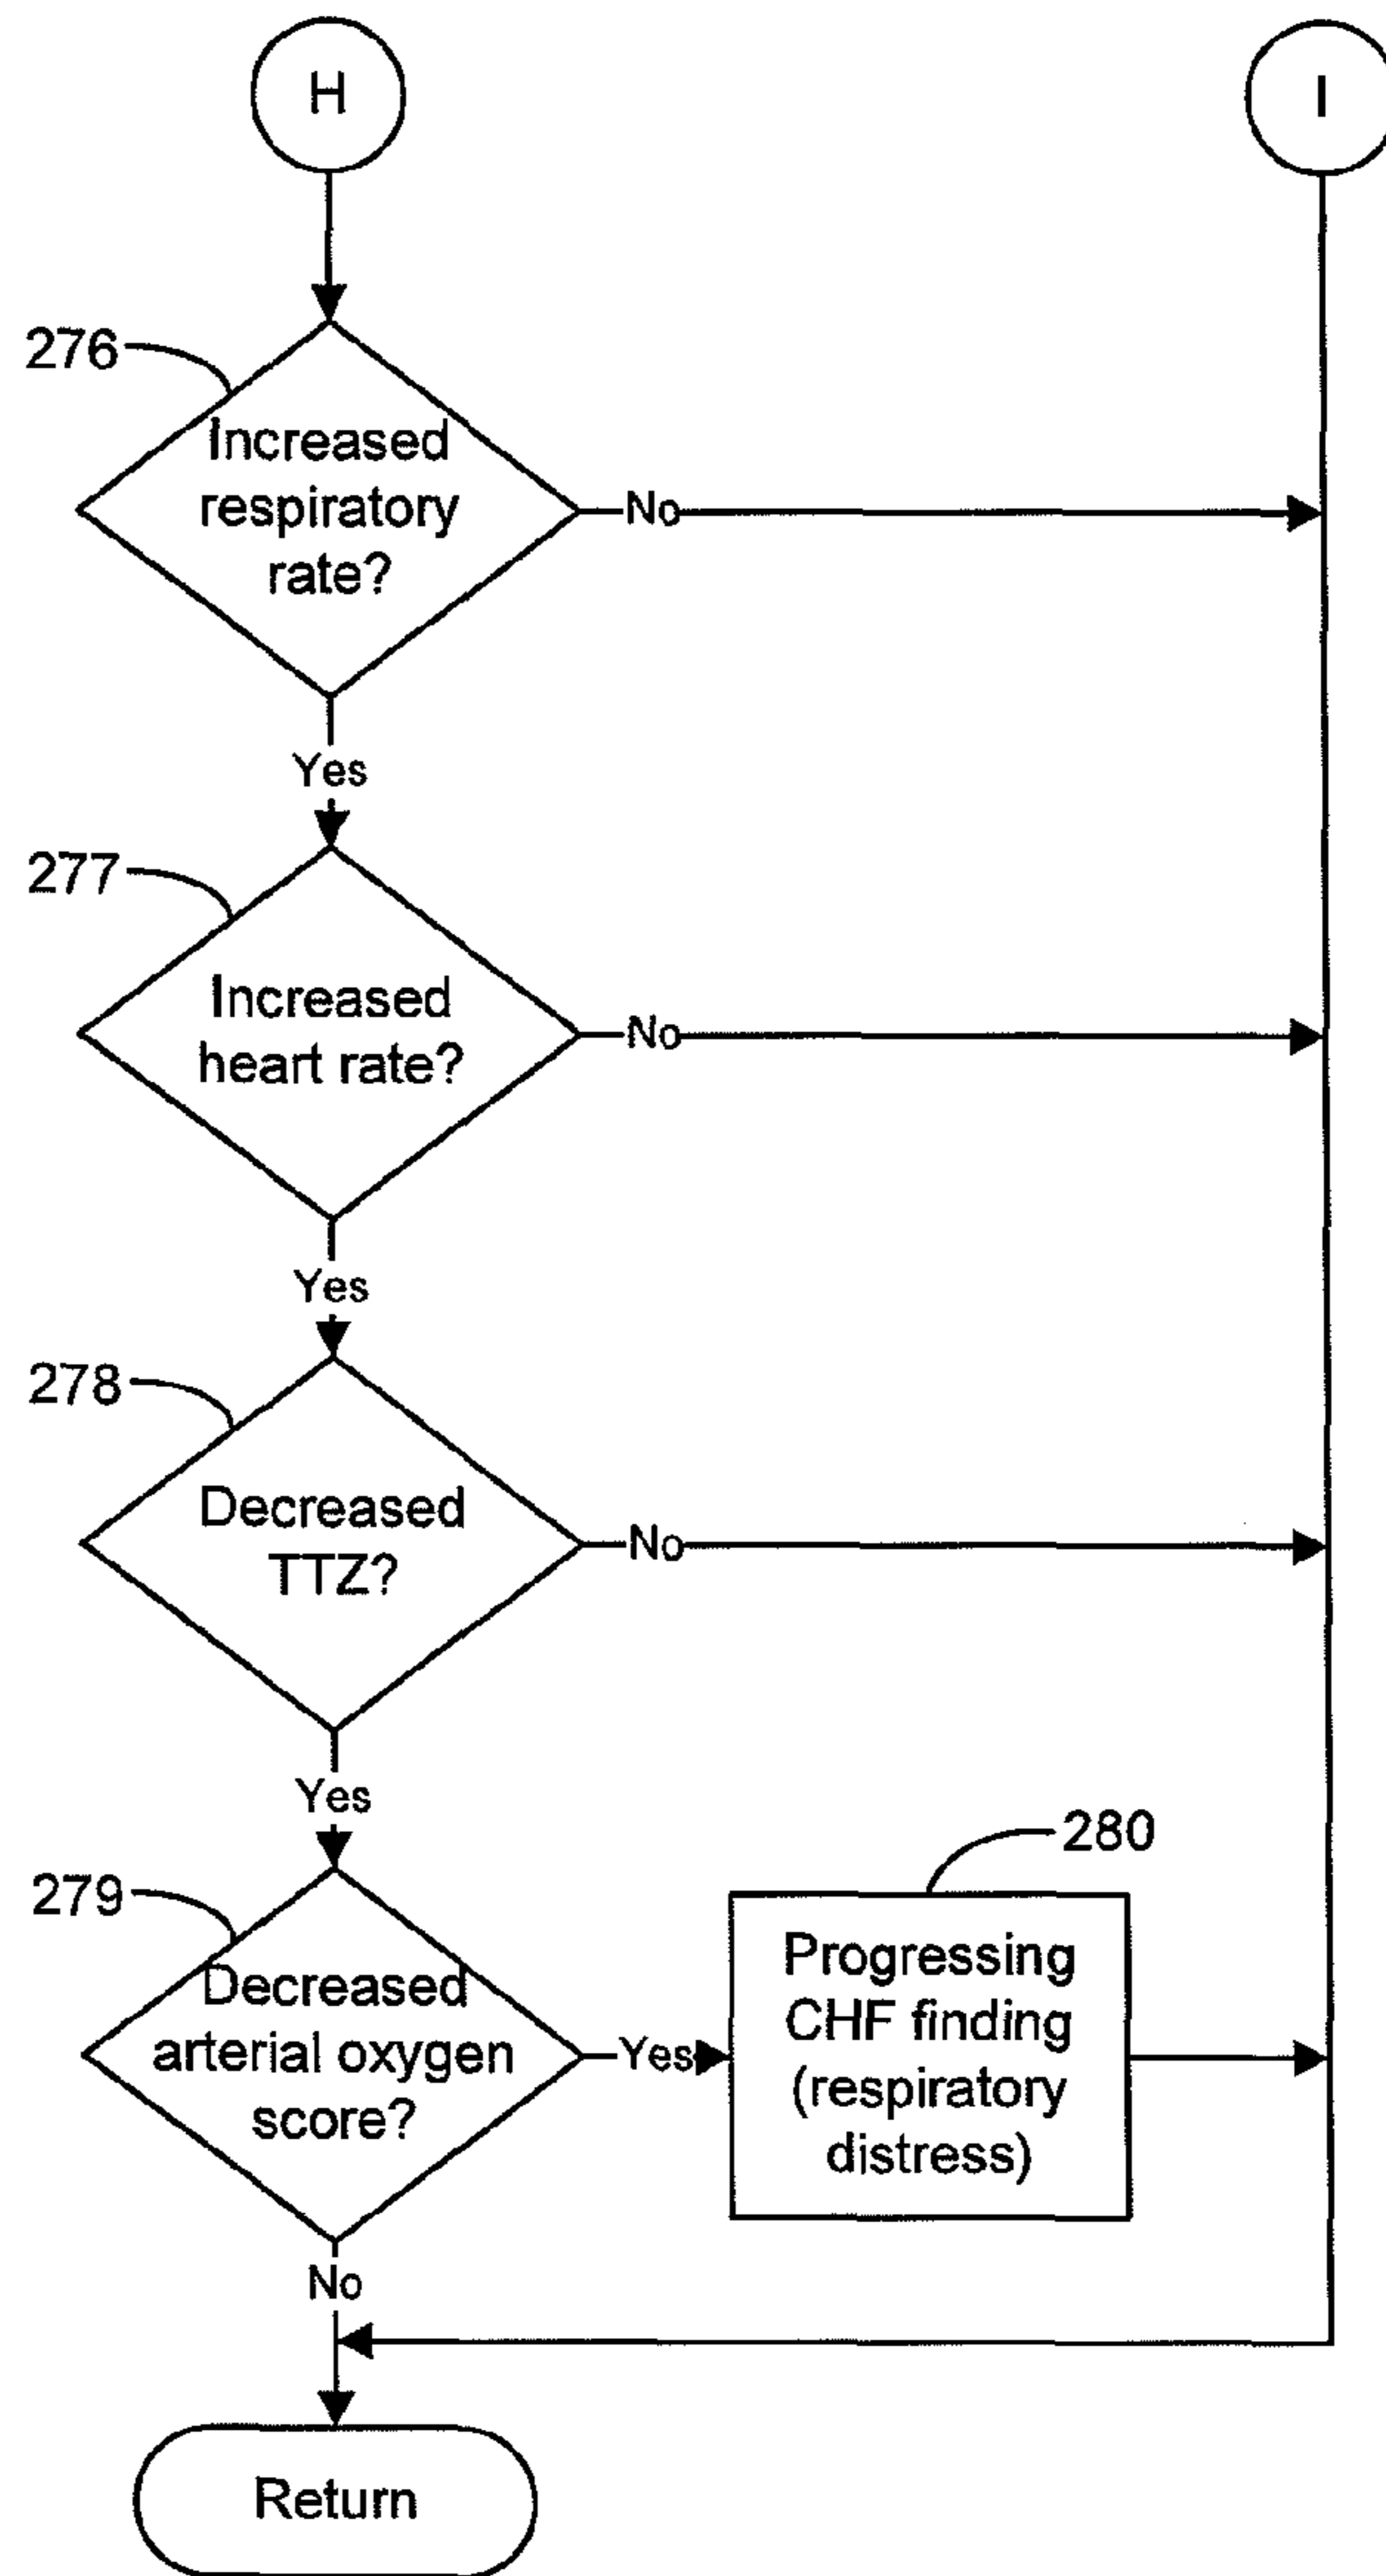 H
I
276
Increased
respiratory
rate?
No
Yes
277
Increased
heart rate?
No
Yes
278
Decreased
TTZ?
No
Yes
279
Decreased
arterial oxygen
score?
Yes
280
Progressing
CHF finding
(respiratory
distress)
No
Return